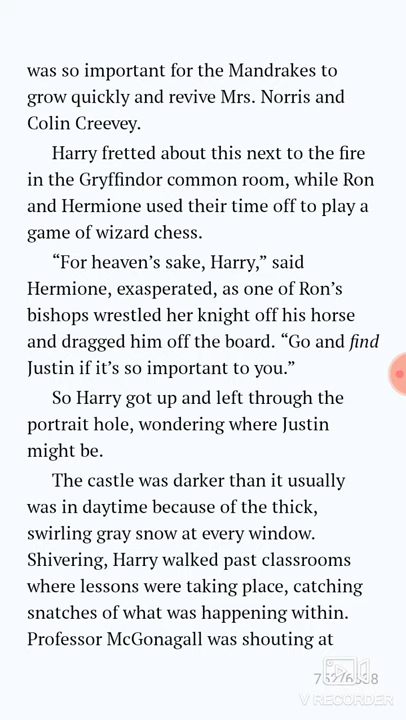 was so important for the Mandrakes to
grow quickly and revive Mrs. Norris and
Colin Creevey.
Harry fretted about this next to the fire
in the Gryffindor common room, while Ron
and Hermione used their time off to play a
game of wizard chess.
“For heaven’s sake, Harry,” said
Hermione, exasperated, as one of Ron’s
bishops wrestled her knight off his horse
and dragged him off the board. “Go and find
Justin if it’s so important to you.”
So Harry got up and left through the
portrait hole, wondering where Justin
might be.
The castle was darker than it usually
was in daytime because of the thick,
swirling gray snow at every window.
Shivering, Harry walked past classrooms
where lessons were taking place, catching
snatches of what was happening within.
Professor McGonagall was shouting at
V RECORDER